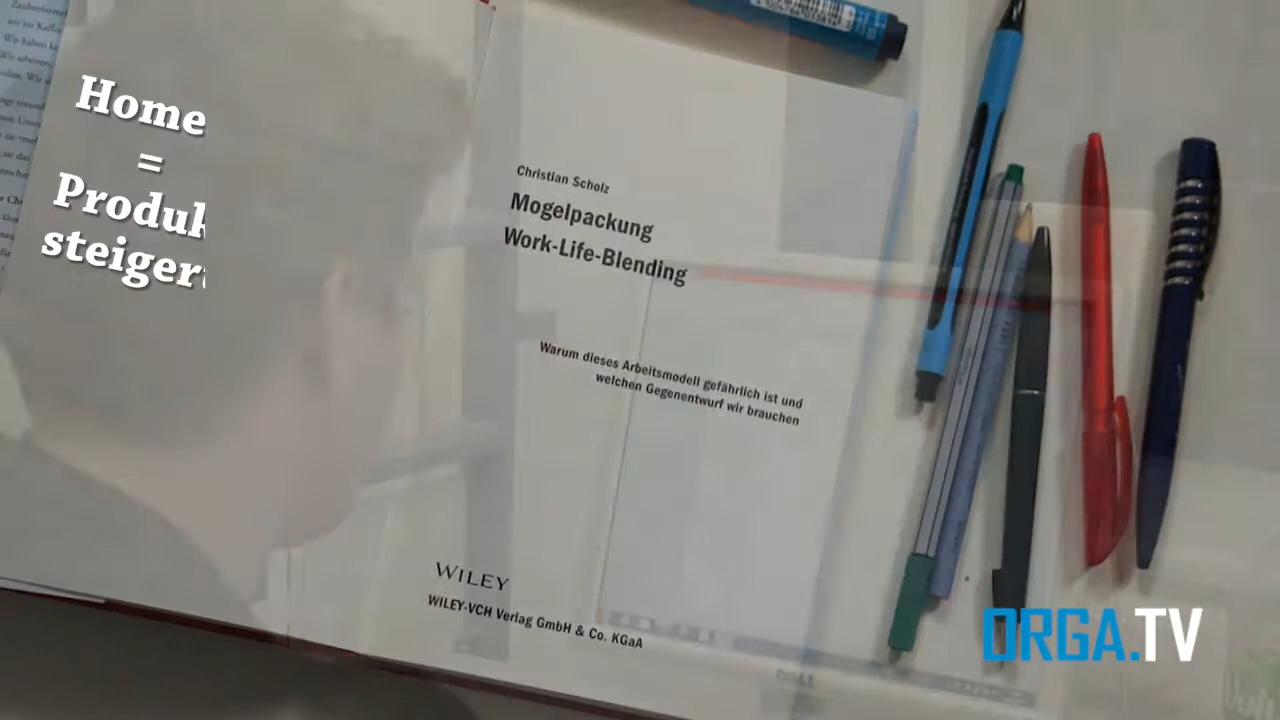 Home
=
Produk
steiger
Christian Scholz
Mogelpackung
Work-Life-Blending
Warum dieses Arbeitsmodell gefährlich ist und
welchen Gegenentwurf wir brauchen
WILEY
WILEY-VCH Verlag GmbH & Co. KGaA
ORGA.TV